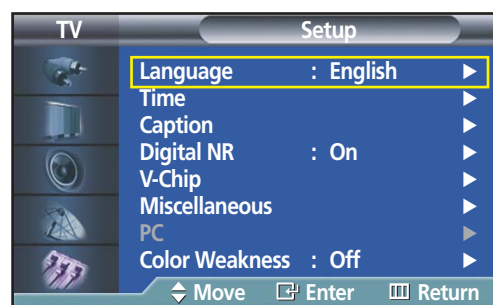 TV Setup
Language : English ▶
Time ▶
Caption ▶
Digital NR : On ▶
V-Chip ▶
Miscellaneous ▶
PC ▶
Color Weakness : Off ▶
Move Enter Return